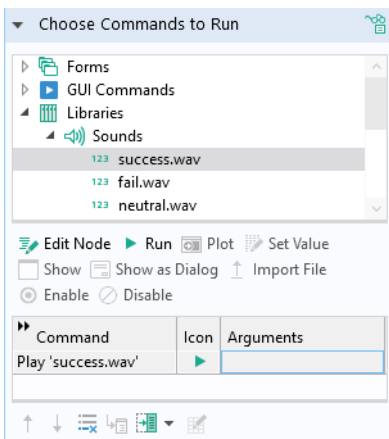 Choose Commands to Run
Forms
GUI Commands
Libraries
Sounds
123 success.wav
123 fail.wav
123 neutral.wav
Edit Node Run Plot Set Value
Show Show as Dialog Import File
Enable Disable
Command Icon Arguments
Play 'success.wav'